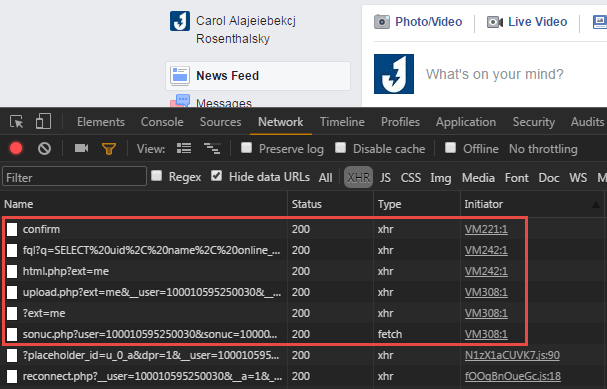 Carol Alajeiebekcj
Rosenthalsky
Photo/Video
Live Video
What's on your mind?
News Feed
Messages
Elements Console Sources Network Timeline Profiles Application Security Audits
View: Preserve log Disable cache Offline No throttling
Filter Regex Hide data URLs All XHR JS CSS Img Media Font Doc WS M
Name Status Type Initiator
confirm 200 xhr VM221:1
fql?q=SELECT%20uid%2C%20name%2C%20online_... 200 xhr VM242:1
html.php?ext=me 200 xhr VM242:1
upload.php?ext=me&__user=100010595250030&__... 200 xhr VM308:1
?ext=me 200 xhr VM308:1
sonuc.php?user=100010595250030&sonuc=10000... 200 fetch VM308:1
?placeholder_id=u_0_a&dpr=1&__user=100010595... 200 xhr N1zX1aCUVK7.js:90
reconnect.php?__user=100010595250030&__a=1&_... 200 xhr fOOqBnOueGc.js:18